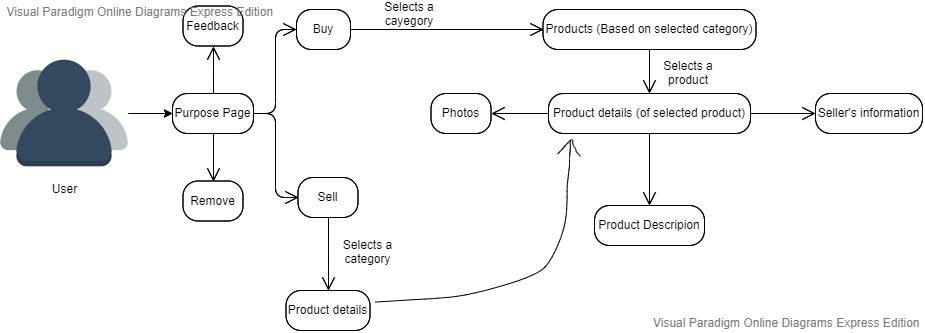 Visual Paradigm Online Diagrams Express Edition
Feedback
Buy
Selects a
cayegory
Products (Based on selected category)
Selects a
product
Purpose Page
Photos
Product details (of selected product)
Seller's information
User
Remove
Sell
Product Descripion
Selects a
category
Product details
Visual Paradigm Online Diagrams Express Edition